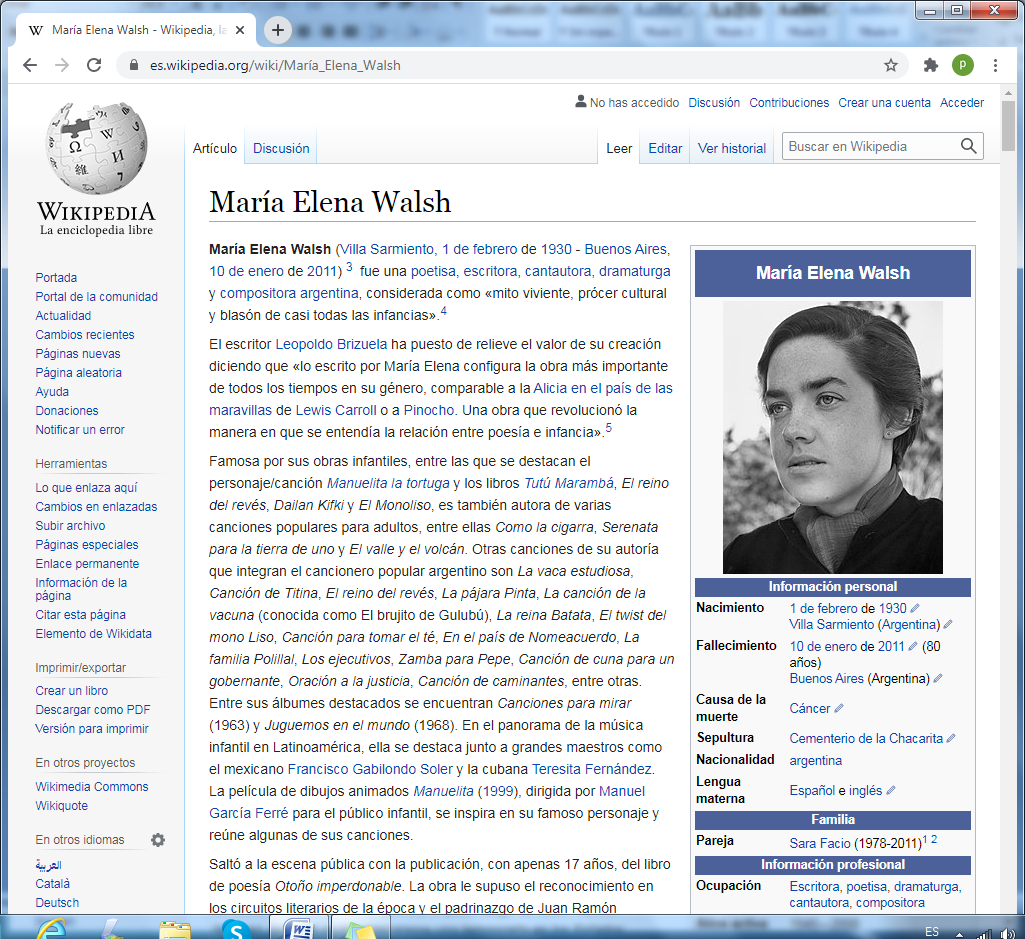 María Elena Walsh - Wikipedia, la
es.wikipedia.org/wiki/María_Elena_Walsh
p
No has accedido Discusión Contribuciones Crear una cuenta Acceder
Artículo Discusión Leer Editar Ver historial Buscar en Wikipedia
WIKIPEDIA
La enciclopedia libre
Portada
Portal de la comunidad
Actualidad
Cambios recientes
Páginas nuevas
Página aleatoria
Ayuda
Donaciones
Notificar un error
Herramientas
Lo que enlaza aquí
Cambios en enlazadas
Subir archivo
Páginas especiales
Enlace permanente
Información de la
página
Citar esta página
Elemento de Wikidata
Imprimir/exportar
Crear un libro
Descargar como PDF
Versión para imprimir
En otros proyectos
Wikimedia Commons
Wikiquote
En otros idiomas
العربية
Català
Deutsch
María Elena Walsh
María Elena Walsh (Villa Sarmiento, 1 de febrero de 1930 - Buenos Aires,
10 de enero de 2011) 3 fue una poetisa, escritora, cantautora, dramaturga
y compositora argentina, considerada como «mito viviente, prócer cultural
y blasón de casi todas las infancias».4
El escritor Leopoldo Brizuela ha puesto de relieve el valor de su creación
diciendo que «lo escrito por María Elena configura la obra más importante
de todos los tiempos en su género, comparable a la Alicia en el país de las
maravillas de Lewis Carroll o a Pinocho. Una obra que revolucionó la
manera en que se entendía la relación entre poesía e infancia».5
Famosa por sus obras infantiles, entre las que se destacan el
personaje/canción Manuelita la tortuga y los libros Tutú Marambá, El reino
del revés, Dailan Kifki y El Monoliso, es también autora de varias
canciones populares para adultos, entre ellas Como la cigarra, Serenata
para la tierra de uno y El valle y el volcán. Otras canciones de su autoría
que integran el cancionero popular argentino son La vaca estudiosa,
Canción de Titina, El reino del revés, La pájara Pinta, La canción de la
vacuna (conocida como El brujito de Gulubú), La reina Batata, El twist del
mono Liso, Canción para tomar el té, En el país de Nomeacuerdo, La
familia Polillal, Los ejecutivos, Zamba para Pepe, Canción de cuna para un
gobernante, Oración a la justicia, Canción de caminantes, entre otras.
Entre sus álbumes destacados se encuentran Canciones para mirar
(1963) y Juguemos en el mundo (1968). En el panorama de la música
infantil en Latinoamérica, ella se destaca junto a grandes maestros como
el mexicano Francisco Gabilondo Soler y la cubana Teresita Fernández.
La película de dibujos animados Manuelita (1999), dirigida por Manuel
García Ferré para el público infantil, se inspira en su famoso personaje y
reúne algunas de sus canciones.
Saltó a la escena pública con la publicación, con apenas 17 años, del libro
de poesía Otoño imperdonable. La obra le supuso el reconocimiento en
los circuitos literarios de la época y el padrinazgo de Juan Ramón
María Elena Walsh
Información personal
Nacimiento 1 de febrero de 1930
Villa Sarmiento (Argentina)
Fallecimiento 10 de enero de 2011 (80
años)
Buenos Aires (Argentina)
Causa de la
muerte Cáncer
Sepultura Cementerio de la Chacarita
Nacionalidad argentina
Lengua
materna Español e inglés
Familia
Pareja Sara Facio (1978-2011)1 2
Información profesional
Ocupación Escritora, poetisa, dramaturga,
cantautora, compositora
ES